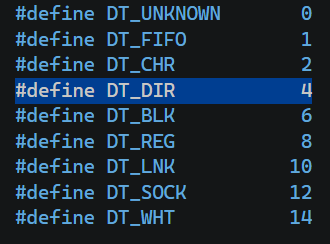 #define DT_UNKNOWN 0
#define DT_FIFO 1
#define DT_CHR 2
#define DT_DIR 4
#define DT_BLK 6
#define DT_REG 8
#define DT_LNK 10
#define DT_SOCK 12
#define DT_WHT 14